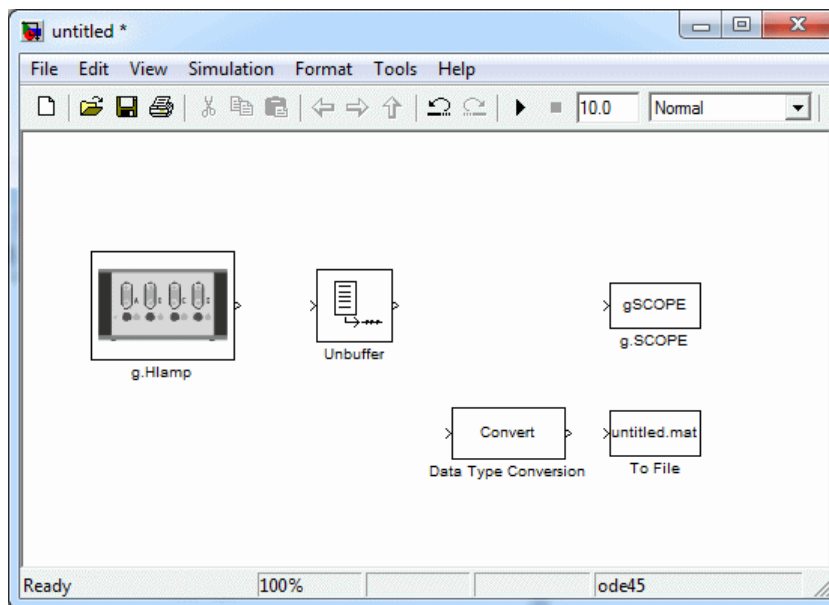 untitled *
File Edit View Simulation Format Tools Help
10.0 Normal
gSCOPE
g.SCOPE
g.HIamp
Unbuffer
Convert
Data Type Conversion
untitled.mat
To File
Ready 100% ode45